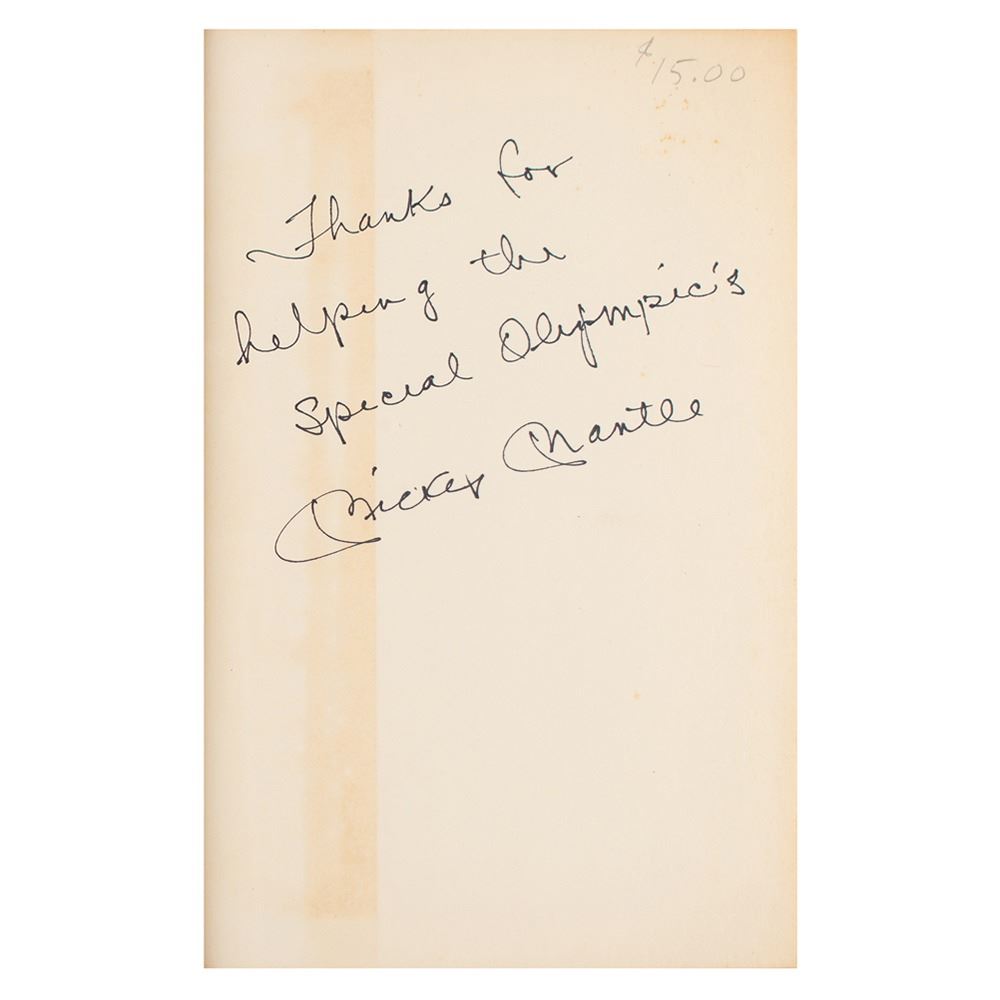 $15.00
Thanks for
helping the
Special Olympic's
Mickey Mantle